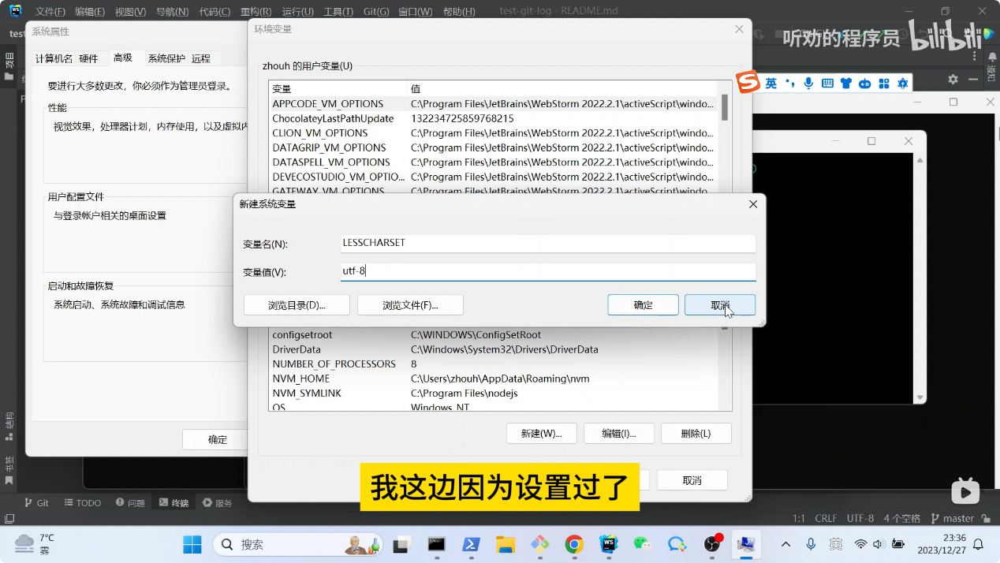 文件(F) 编辑(E) 视图(V) 导航(N) 代码(C) 重构(R) 运行(U) 工具(T) Git(G) 窗口(W) 帮助(H) test-git-log - README.md
听劝的程序员 bilibili
系统属性
计算机名 硬件 高级 系统保护 远程
要进行大多数更改，你必须作为管理员登录。
性能
视觉效果，处理器计划，内存使用，以及虚拟内
用户配置文件
与登录帐户相关的桌面设置
启动和故障恢复
系统启动、系统故障和调试信息
确定
环境变量
zhouh 的用户变量(U)
变量 值
APPCODE_VM_OPTIONS C:\Program Files\JetBrains\WebStorm 2022.2.1\activeScript\windo...
ChocolateyLastPathUpdate 132234725859768215
CLION_VM_OPTIONS C:\Program Files\JetBrains\WebStorm 2022.2.1\activeScript\windo...
DATAGRIP_VM_OPTIONS C:\Program Files\JetBrains\WebStorm 2022.2.1\activeScript\windo...
DATASPELL_VM_OPTIONS C:\Program Files\JetBrains\WebStorm 2022.2.1\activeScript\windo...
DEVECOSTUDIO_VM_OPTIO... C:\Program Files\JetBrains\WebStorm 2022.2.1\activeScript\windo...
GATEWAY_VM_OPTIONS C:\Program Files\JetBrains\WebStorm 2022.2.1\activeScript\windo...
英
新建系统变量
变量名(N): LESSCHARSET
变量值(V): utf-8
浏览目录(D)... 浏览文件(F)... 确定 取消
configsetroot C:\WINDOWS\ConfigSetRoot
DriverData C:\Windows\System32\Drivers\DriverData
NUMBER_OF_PROCESSORS 8
NVM_HOME C:\Users\zhouh\AppData\Roaming\nvm
NVM_SYMLINK C:\Program Files\nodejs
OS Windows_NT
新建(W)... 编辑(I)... 删除(L)
取消
我这边因为设置过了
项目
结构
书签
通知
Git TODO 问题 终端 服务
1:1 CRLF UTF-8 4 个空格 master
7°C
雾
搜索
英
23:36
2023/12/27